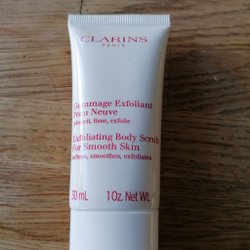 CLARINS
PARIS
Gommage Exfoliant
Peau Neuve
adoucit, lisse, exfolie
Exfoliating Body Scrub
For Smooth Skin
Softens, smoothes, exfoliates
30 mL 1 Oz. Net Wt.